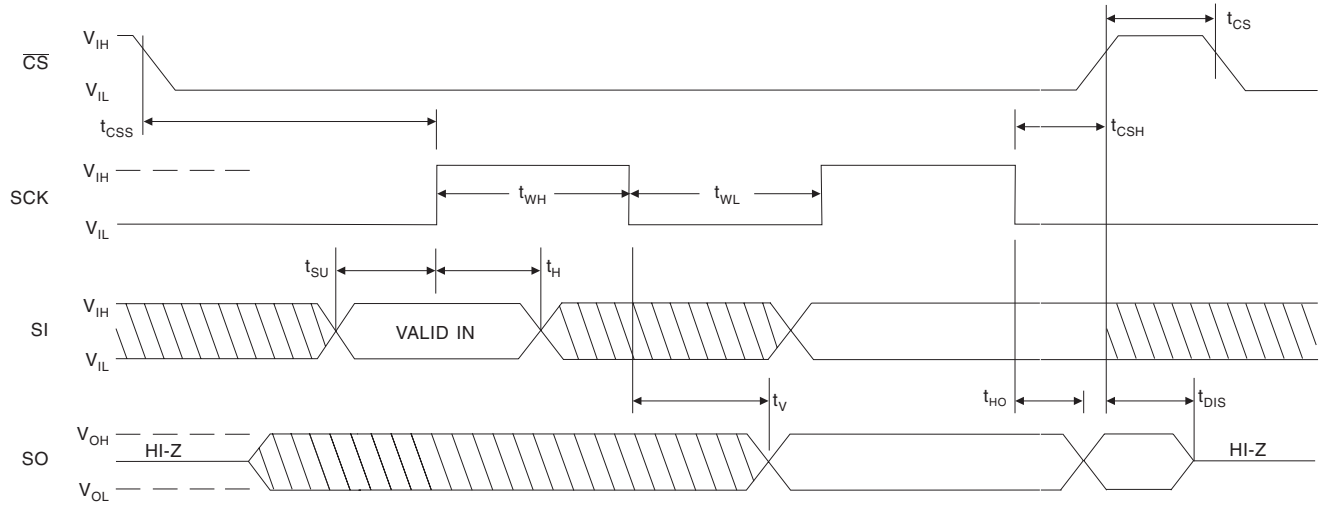 V_IH
t_CS
CS
V_IL
t_CSS
t_CSH
V_IH
t_WH
t_WL
SCK
V_IL
t_SU
t_H
V_IH
SI
VALID IN
V_IL
t_V
t_HO
t_DIS
V_OH
HI-Z
HI-Z
SO
V_OL